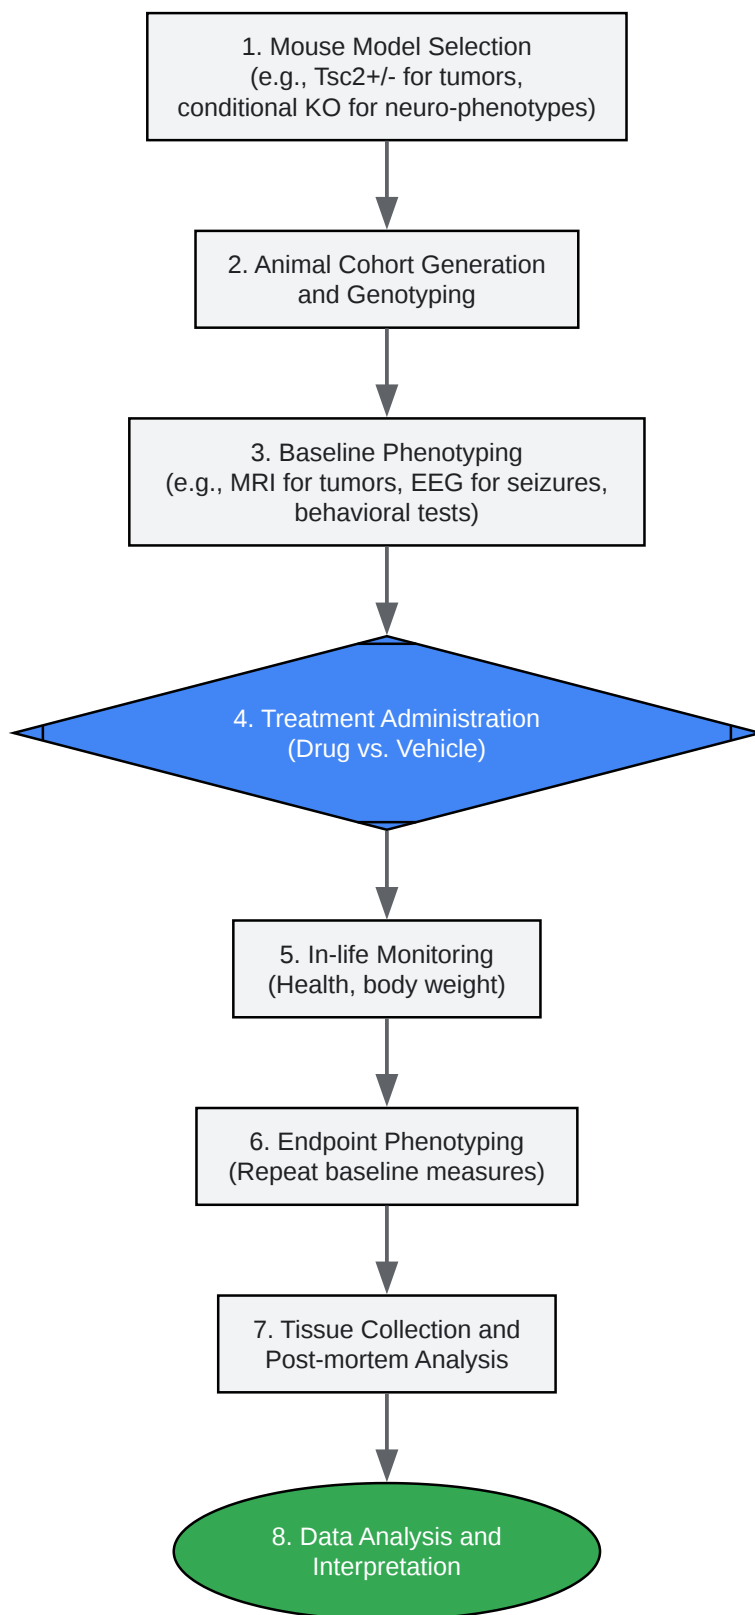 1. Mouse Model Selection
(e.g., Tsc2+/- for tumors,
conditional KO for neuro-phenotypes)
2. Animal Cohort Generation
and Genotyping
3. Baseline Phenotyping
(e.g., MRI for tumors, EEG for seizures,
behavioral tests)
4. Treatment Administration
(Drug vs. Vehicle)
5. In-life Monitoring
(Health, body weight)
6. Endpoint Phenotyping
(Repeat baseline measures)
7. Tissue Collection and
Post-mortem Analysis
8. Data Analysis and
Interpretation